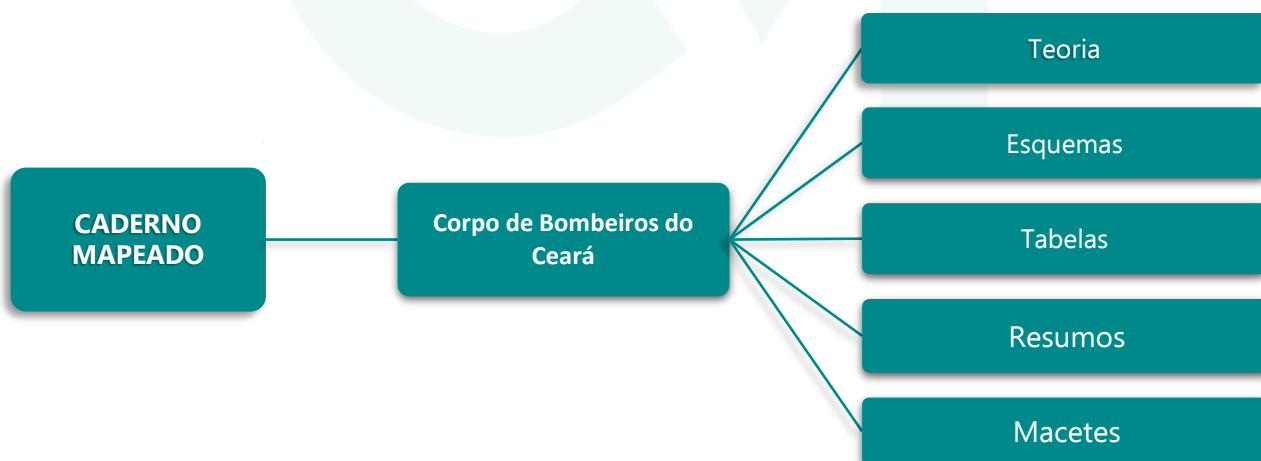 CADERNO
MAPEADO
Corpo de Bombeiros do
Ceará
Teoria
Esquemas
Tabelas
Resumos
Macetes